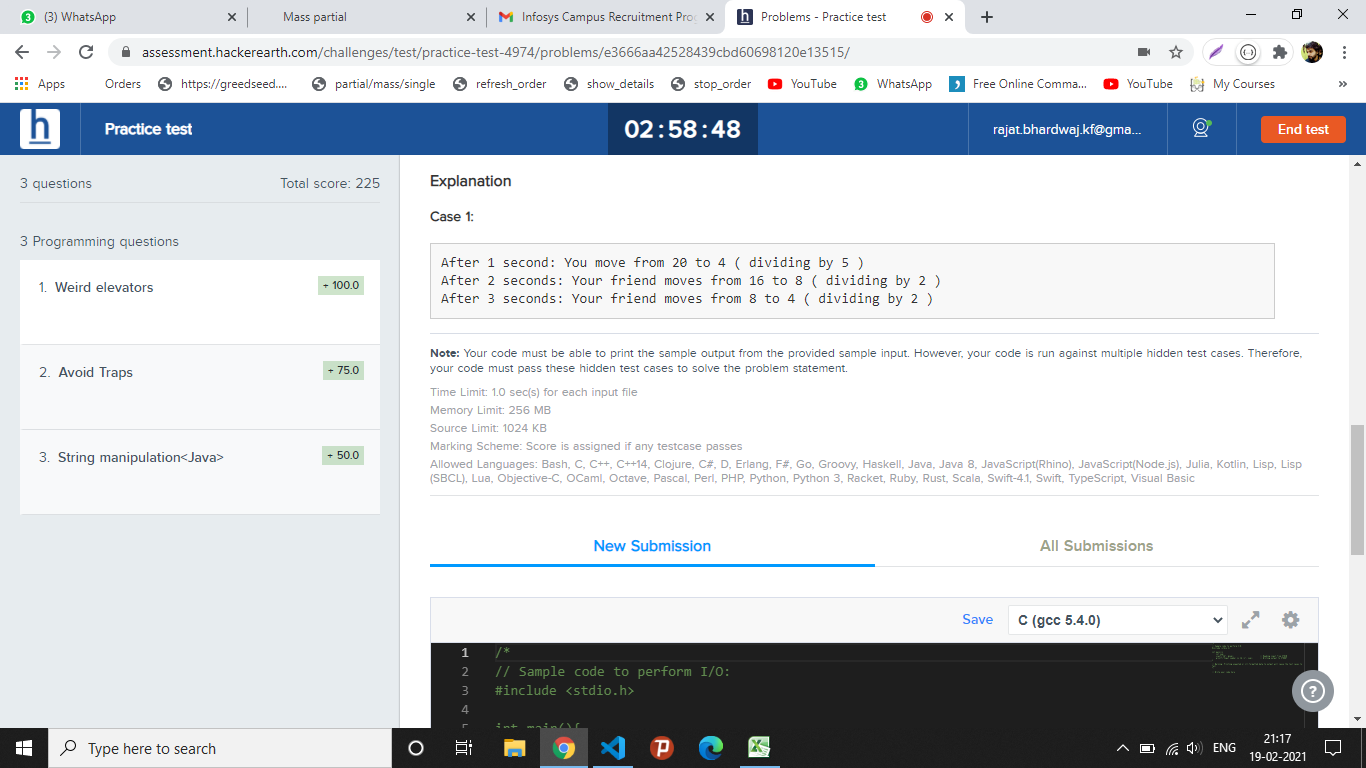 (3) WhatsApp
Mass partial
Infosys Campus Recruitment Pro
Problems - Practice test
assessment.hackerearth.com/challenges/test/practice-test-4974/problems/e3666aa42528439cbd60698120e13515/
Apps Orders https://greedseed.... partial/mass/single refresh_order show_details stop_order YouTube WhatsApp Free Online Comma... YouTube My Courses »
h Practice test 02:58:48 rajat.bhardwaj.kf@gma... End test
3 questions Total score: 225
3 Programming questions
1. Weird elevators + 100.0
2. Avoid Traps + 75.0
3. String manipulation<Java> + 50.0
Explanation
Case 1:
After 1 second: You move from 20 to 4 ( dividing by 5 )
After 2 seconds: Your friend moves from 16 to 8 ( dividing by 2 )
After 3 seconds: Your friend moves from 8 to 4 ( dividing by 2 )
Note: Your code must be able to print the sample output from the provided sample input. However, your code is run against multiple hidden test cases. Therefore,
your code must pass these hidden test cases to solve the problem statement.
Time Limit: 1.0 sec(s) for each input file
Memory Limit: 256 MB
Source Limit: 1024 KB
Marking Scheme: Score is assigned if any testcase passes
Allowed Languages: Bash, C, C++, C++14, Clojure, C#, D, Erlang, F#, Go, Groovy, Haskell, Java, Java 8, JavaScript(Rhino), JavaScript(Node.js), Julia, Kotlin, Lisp, Lisp
(SBCL), Lua, Objective-C, OCaml, Octave, Pascal, Perl, PHP, Python, Python 3, Racket, Ruby, Rust, Scala, Swift-4.1, Swift, TypeScript, Visual Basic
New Submission All Submissions
Save C (gcc 5.4.0)
1 /*
2 // Sample code to perform I/O:
3 #include <stdio.h>
4
5 int main(){
Type here to search
ENG
21:17
19-02-2021